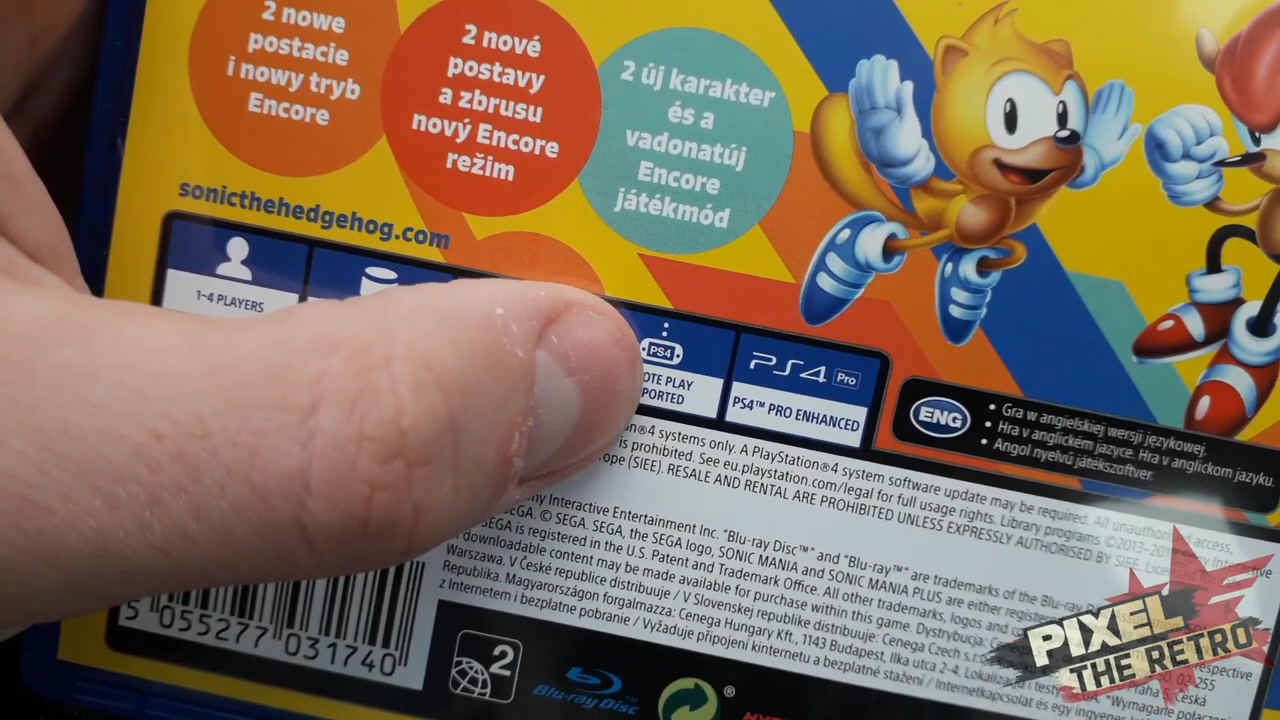 2 nowe
postacie
i nowy tryb
Encore
2 nové
postavy
a zbrusu
nový Encore
režim
2 új karakter
és a
vadonatúj
Encore
játékmód
sonicthehedgehog.com
1-4 PLAYERS
PS4
OTE PLAY
PORTED
PS4 Pro
PS4™ PRO ENHANCED
ENG
• Gra w angielskiej wersji językowej.
• Hra v anglickém jazyce. Hra v anglickom jazyku.
• Angol nyelvű játékszoftver.
n®4 systems only. A PlayStation®4 system software update may be required. All unauthorised access,
is prohibited. See eu.playstation.com/legal for full usage rights. Library programs ©2013-201
ope (SIEE). RESALE AND RENTAL ARE PROHIBITED UNLESS EXPRESSLY AUTHORISED BY SIEE.
ny Interactive Entertainment Inc. "Blu-ray Disc™" and "Blu-ray™" are trademarks of the Blu-ray D
SEGA. © SEGA. SEGA, the SEGA logo, SONIC MANIA and SONIC MANIA PLUS are either registere
SEGA is registered in the U.S. Patent and Trademark Office. All other trademarks, logos and
downloadable content may be made available for purchase within this game. Dystrybucja:
Warszawa. V České republice distribuuje / V Slovenskej republike distribuuje: Cenega Czech s.r.o
Republika. Magyarországon forgalmazza: Cenega Hungary Kft., 1143 Budapest, Ilka utca 2-4.
z Internetem i bezpłatne pobranie / Vyžaduje připojení k internetu a bezplatné stažení /
5 055277 031740
2
Blu-ray Disc™
®
PIXEL
THE RETRO